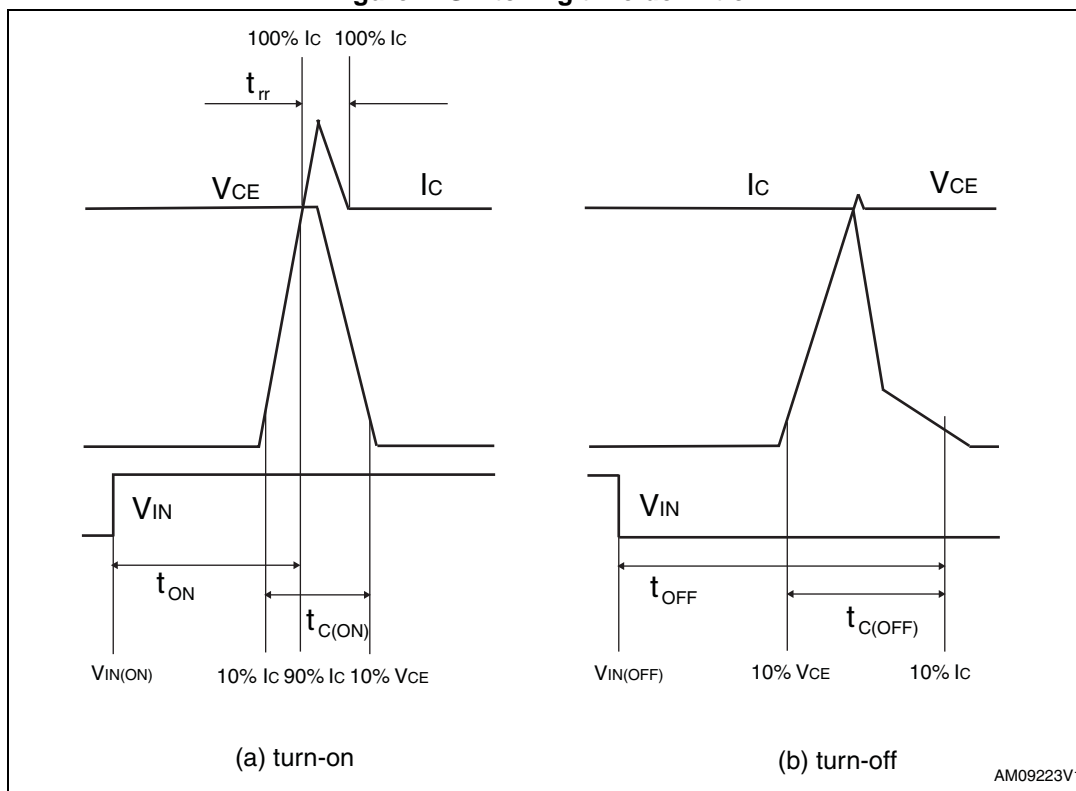 100% IC 100% IC
trr
VCE IC
IC VCE
VIN
VIN
tON
tC(ON)
tOFF
tC(OFF)
VIN(ON) 10% IC 90% IC 10% VCE
VIN(OFF) 10% VCE 10% IC
(a) turn-on
(b) turn-off